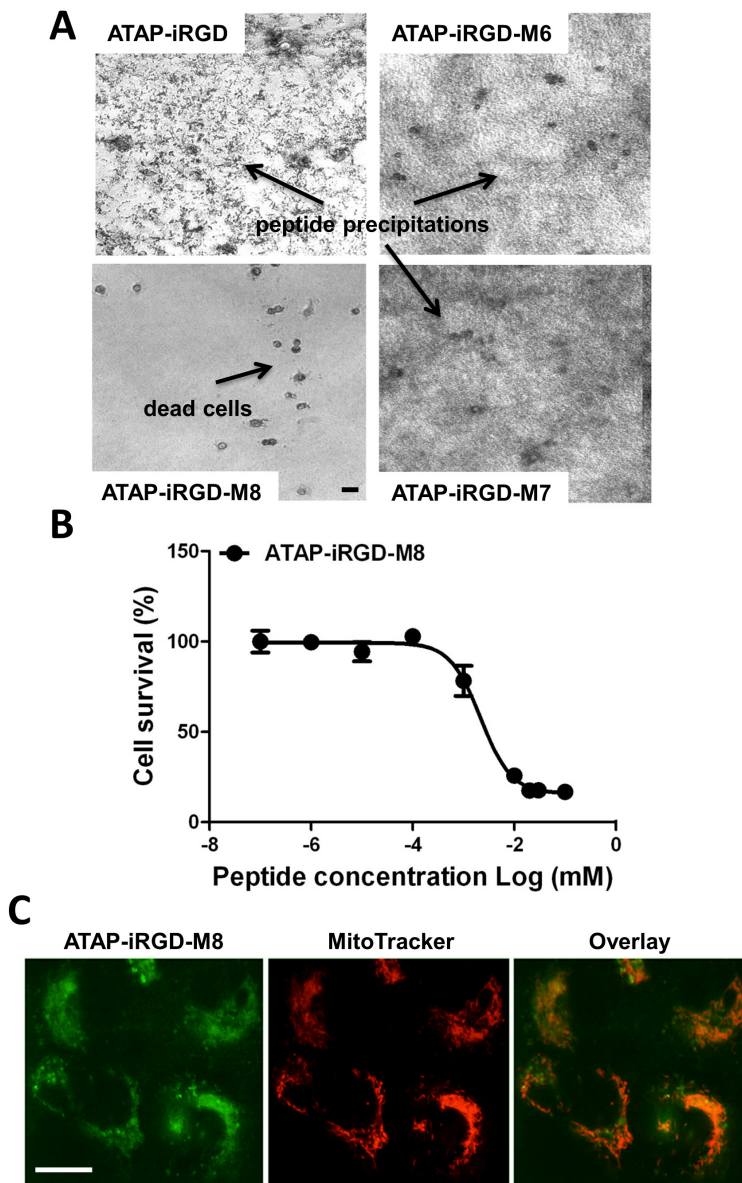 A
ATAP-iRGD
ATAP-iRGD-M6
peptide precipitations
dead cells
ATAP-iRGD-M8
ATAP-iRGD-M7
B
ATAP-iRGD-M8
150
100
50
0
Cell survival (%)
-8 -6 -4 -2 0
Peptide concentration Log (mM)
C
ATAP-iRGD-M8 MitoTracker Overlay